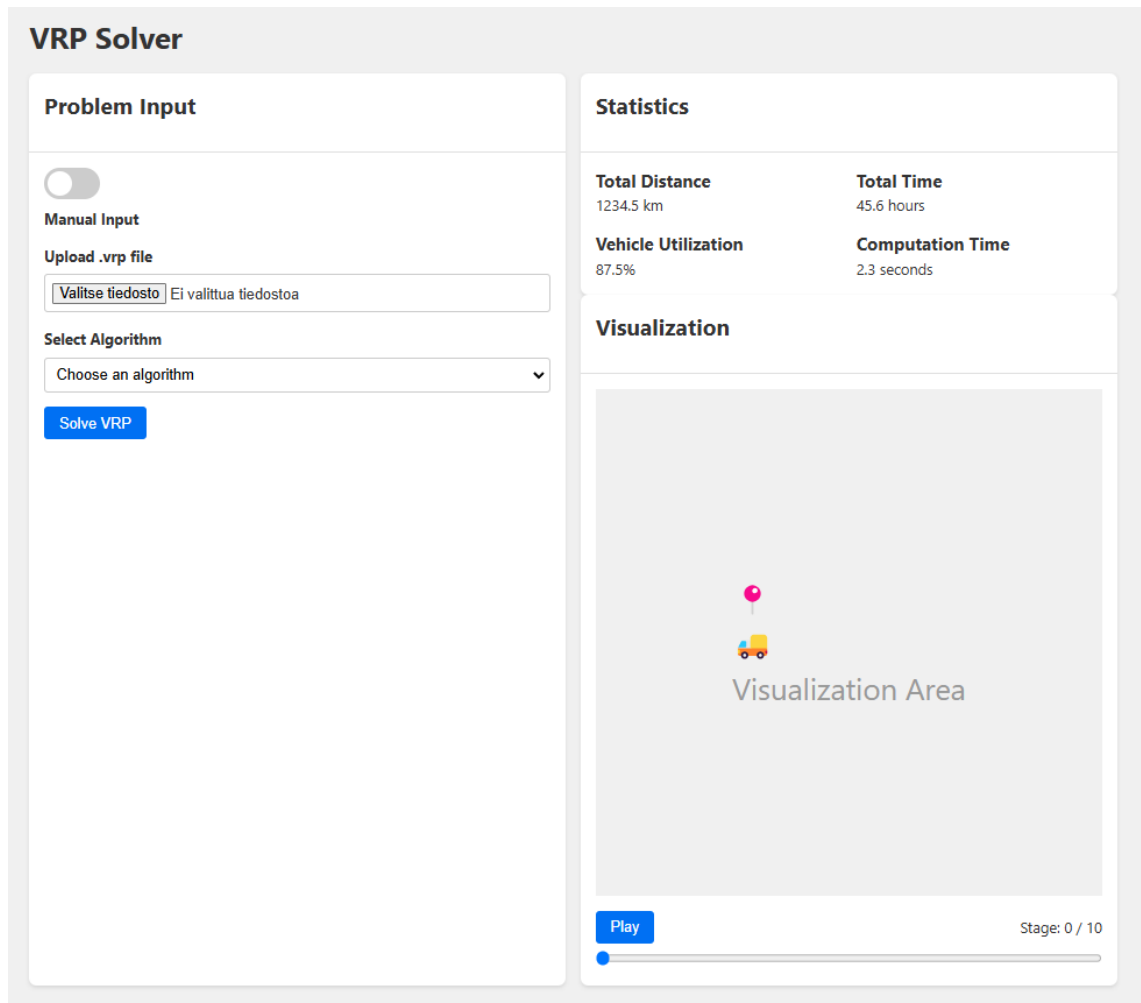 VRP Solver
Problem Input
Manual Input
Upload .vrp file
Valitse tiedosto Ei valittua tiedostoa
Select Algorithm
Choose an algorithm
Solve VRP
Statistics
Total Distance
1234.5 km
Total Time
45.6 hours
Vehicle Utilization
87.5%
Computation Time
2.3 seconds
Visualization
Visualization Area
Play
Stage: 0 / 10